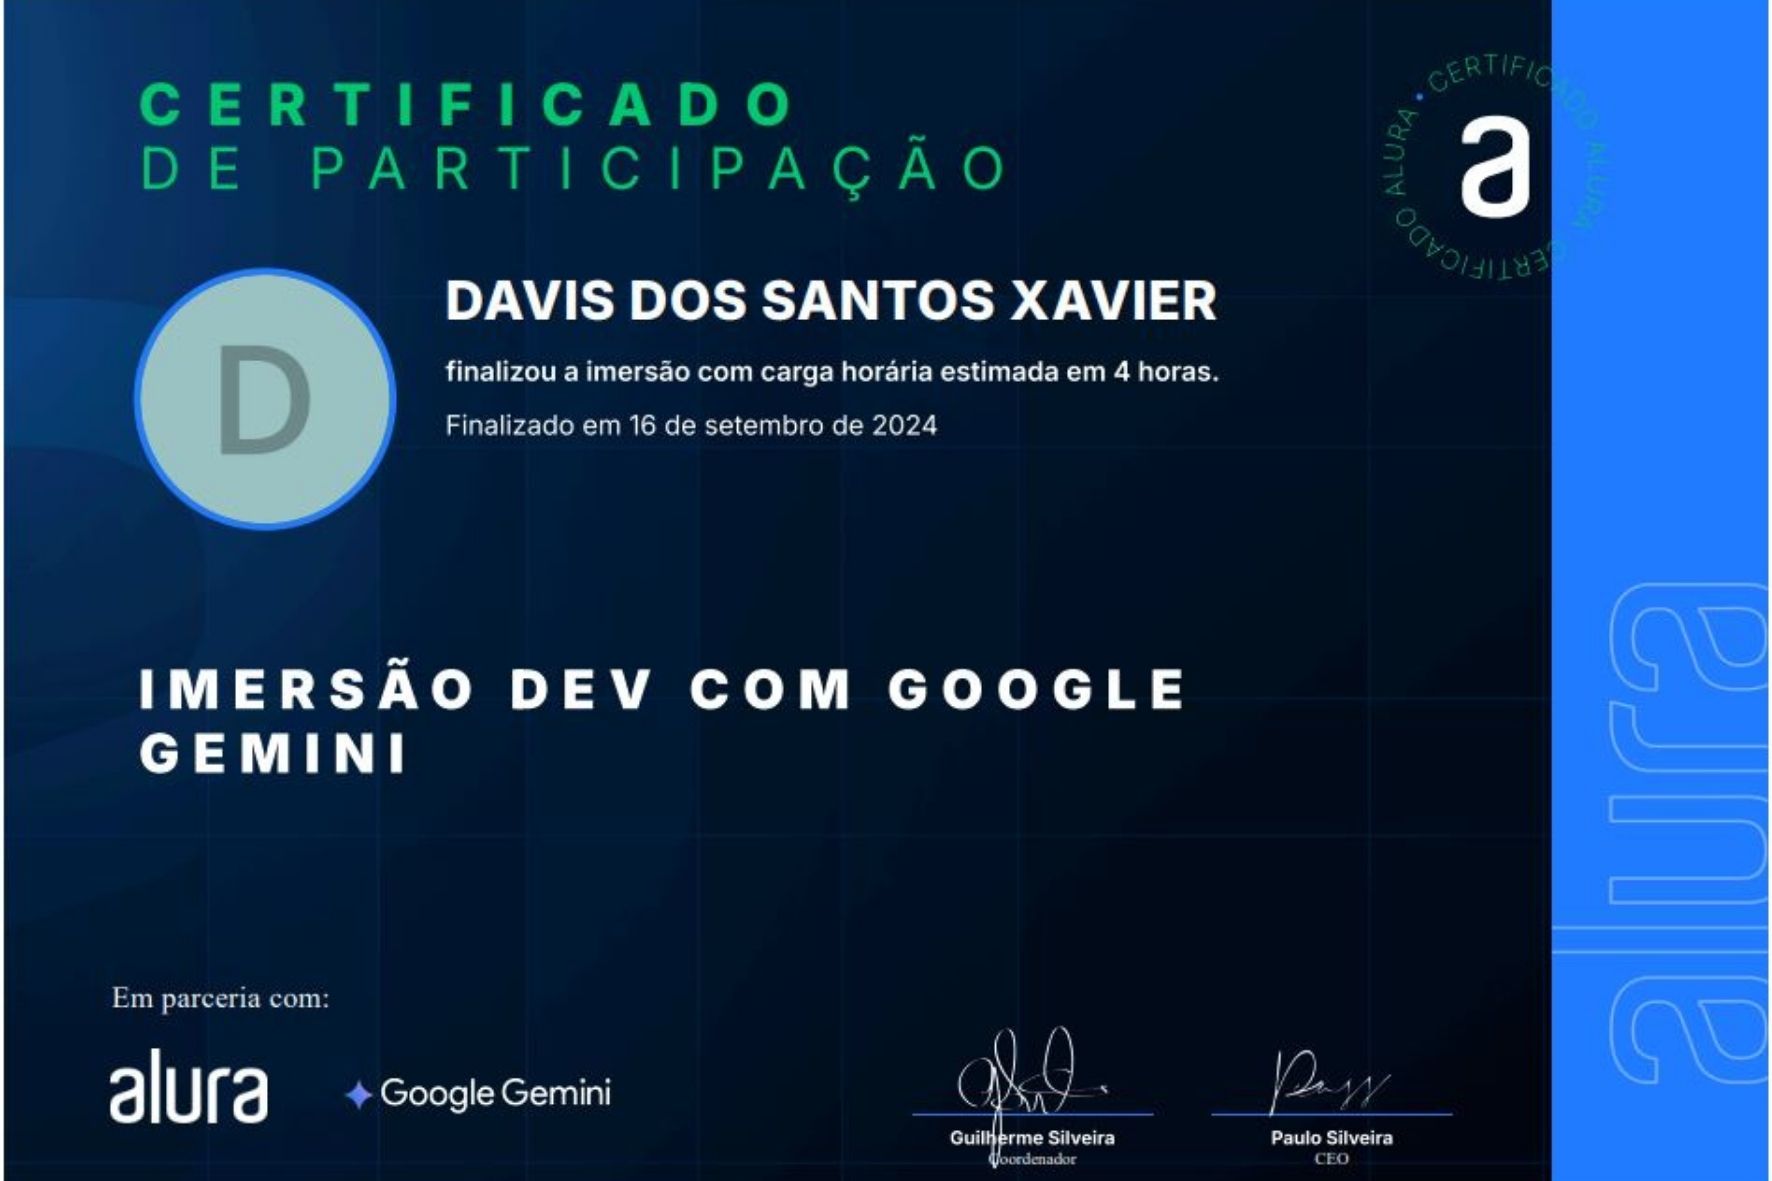 CERTIFICADO
DE PARTICIPAÇÃO
CERTIFICADO ALURA • CERTIFICADO ALURA
a
D
DAVIS DOS SANTOS XAVIER
finalizou a imersão com carga horária estimada em 4 horas.
Finalizado em 16 de setembro de 2024
IMERSÃO DEV COM GOOGLE
GEMINI
Em parceria com:
alura
Google Gemini
Guilherme Silveira
Coordenador
Paulo Silveira
CEO
alura